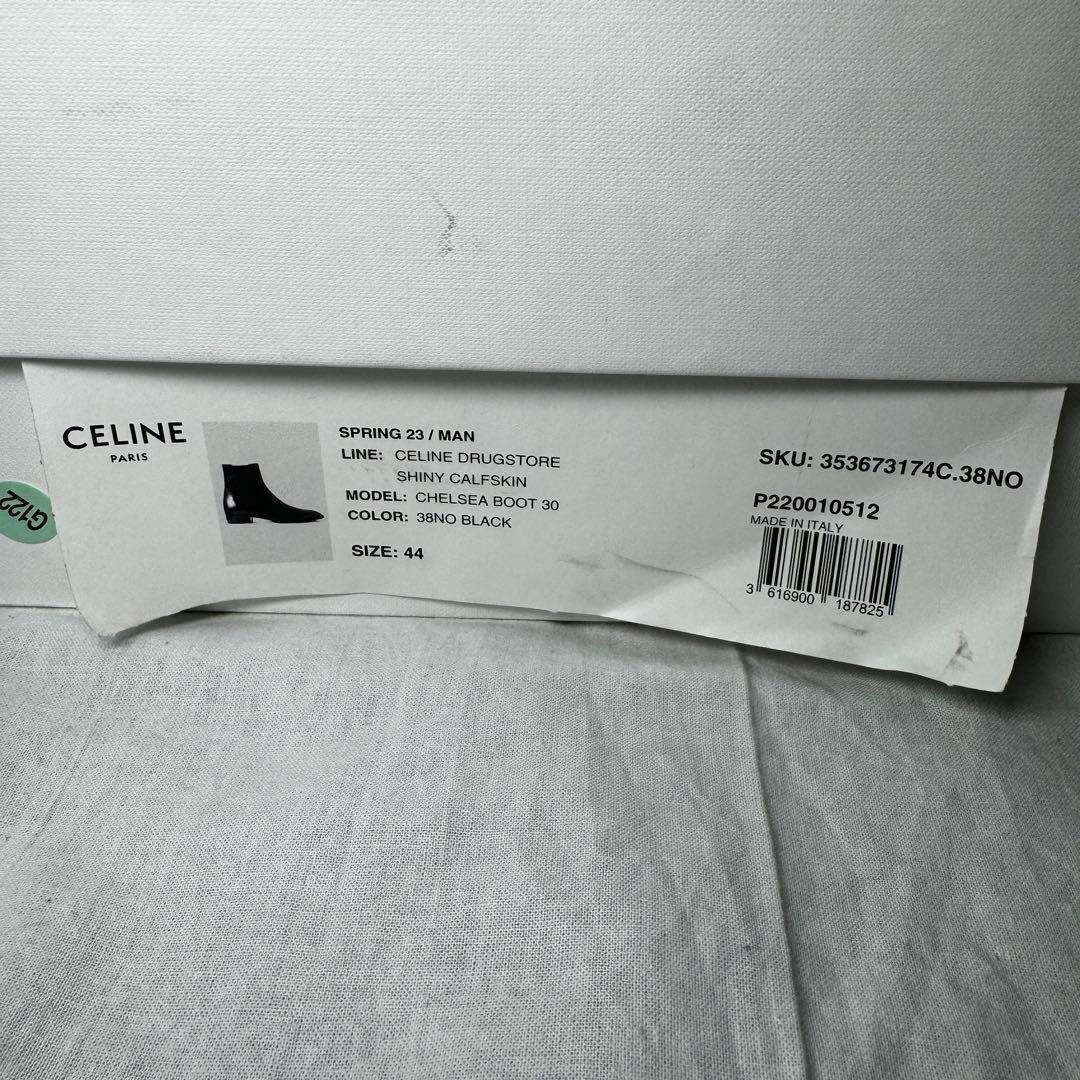 CELINE
PARIS
SPRING 23 / MAN
LINE: CELINE DRUGSTORE
SHINY CALFSKIN
MODEL: CHELSEA BOOT 30
COLOR: 38NO BLACK
SIZE: 44
SKU: 353673174C.38NO
P220010512
MADE IN ITALY
3 616900 187825
G122